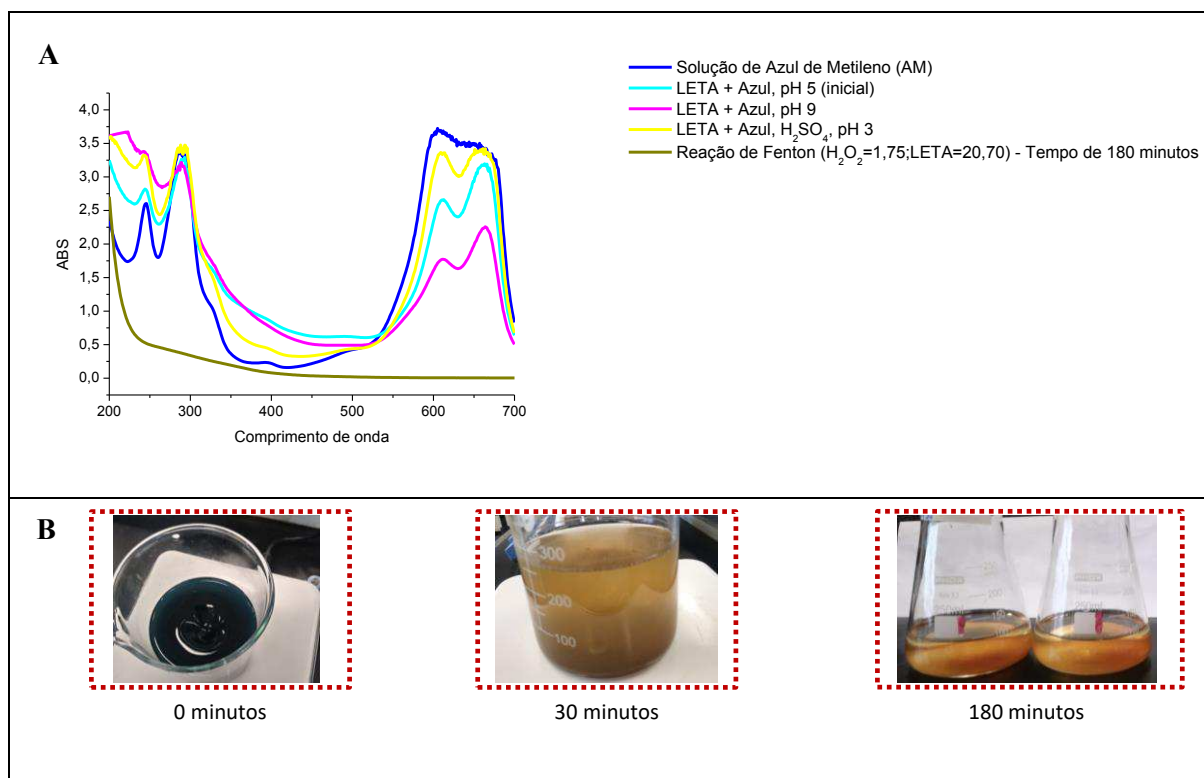 A
Solução de Azul de Metileno (AM)
LETA + Azul, pH 5 (inicial)
LETA + Azul, pH 9
LETA + Azul, H₂SO₄, pH 3
Reação de Fenton (H₂O₂=1,75;LETA=20,70) - Tempo de 180 minutos
4,0
3,5
3,0
2,5
2,0
1,5
1,0
0,5
0,0
ABS
200 300 400 500 600 700
Comprimento de onda
B
300
200
100
0 minutos 30 minutos 180 minutos